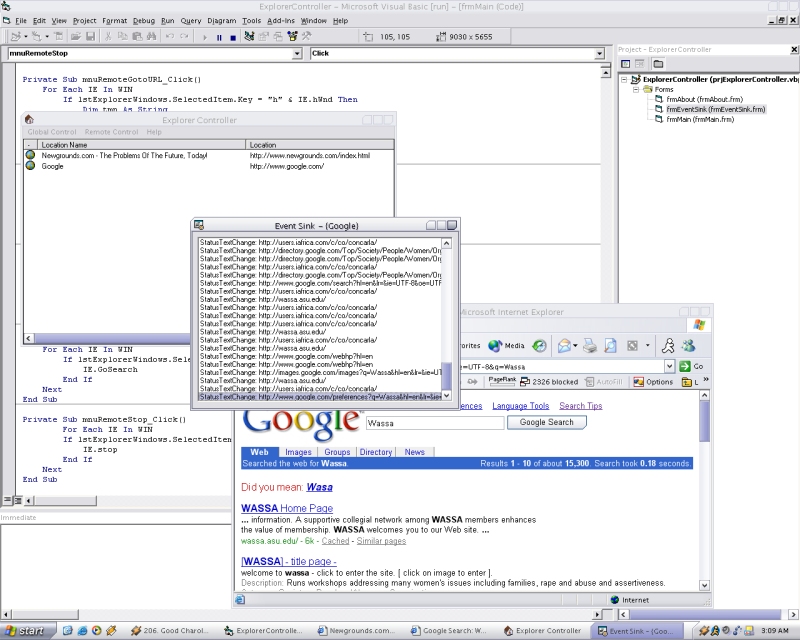 ExplorerController - Microsoft Visual Basic [run] - [frmMain (Code)]
File Edit View Project Format Debug Run Query Diagram Tools Add-Ins Window Help
105, 105 9030 x 5655
mnuRemoteStop Click
Private Sub mnuRemoteGotoURL_Click()
For Each IE In WIN
If lstExplorerWindows.SelectedItem.Key = "h" & IE.hWnd Then
Dim tmp As String
Project - ExplorerController
ExplorerController (prjExplorerController.vb
Forms
frmAbout (frmAbout.frm)
frmEventSink (frmEventSink.frm)
frmMain (frmMain.frm)
Explorer Controller
Global Control Remote Control Help
- Location Name Location
Newgrounds.com - The Problems Of The Future, Today! http://www.newgrounds.com/index.html
Google http://www.google.com/
Event Sink - (Google)
StatusTextChange: http://users.iafrica.com/c/co/concarla/
StatusTextChange: http://directory.google.com/Top/Society/People/Women/Or
StatusTextChange: http://directory.google.com/Top/Society/People/Women/Or
StatusTextChange: http://users.iafrica.com/c/co/concarla/
StatusTextChange: http://directory.google.com/Top/Society/People/Women/Or
StatusTextChange: http://www.google.com/search?hl=en&lr=&ie=UTF-8&oe=UTF
StatusTextChange: http://users.iafrica.com/c/co/concarla/
StatusTextChange: http://wassa.asu.edu/
StatusTextChange: http://users.iafrica.com/c/co/concarla/
StatusTextChange: http://users.iafrica.com/c/co/concarla/
StatusTextChange: http://users.iafrica.com/c/co/concarla/
StatusTextChange: http://wassa.asu.edu/
StatusTextChange: http://users.iafrica.com/c/co/concarla/
StatusTextChange: http://wassa.asu.edu/
StatusTextChange: http://www.google.com/webhp?hl=en
StatusTextChange: http://www.google.com/webhp?hl=en
StatusTextChange: http://images.google.com/images?q=Wassa&hl=en&lr=&ie=UT
StatusTextChange: http://wassa.asu.edu/
StatusTextChange: http://users.iafrica.com/c/co/concarla/
StatusTextChange: http://www.google.com/preferences?q=Wassa&hl=en&lr=&ie=
For Each IE In WIN
If lstExplorerWindows.Sele
IE.GoSearch
End If
Next
End Sub
Private Sub mnuRemoteStop_Click()
For Each IE In WIN
If lstExplorerWindows.SelectedItem
IE.stop
End If
Next
End Sub
Immediate
Microsoft Internet Explorer
orites Media
=UTF-8&q=Wassa Go
PageRank 2326 blocked AutoFill Options L »
ences Language Tools Search Tips
Google Wassa Google Search
Web Images Groups Directory News
Searched the web for Wassa. Results 1 - 10 of about 15,300. Search took 0.18 seconds.
Did you mean: Wasa
WASSA Home Page
... information. A supportive collegial network among WASSA members enhances
the value of membership. WASSA welcomes you to our Web site. ...
wassa.asu.edu/ - 6k - Cached - Similar pages
[WASSA] - title page -
welcome to wassa - click to enter the site. [ click on image to enter ].
Description: Runs workshops addressing many women's issues including families, rape and abuse and assertiveness.
Internet
start 206. Good Charol... ExplorerControlle... Newgrounds.com... Google Search: W... Explorer Controller Event Sink - (Goo... 3:09 AM